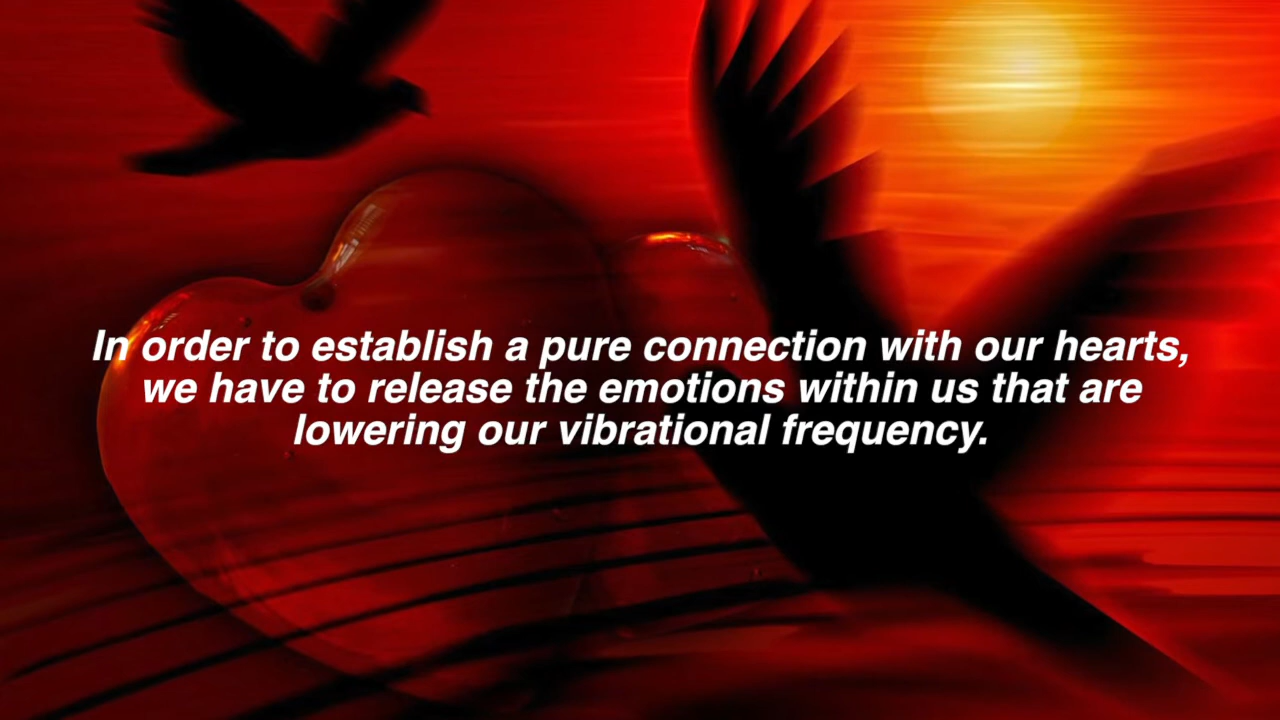 In order to establish a pure connection with our hearts,
we have to release the emotions within us that are
lowering our vibrational frequency.